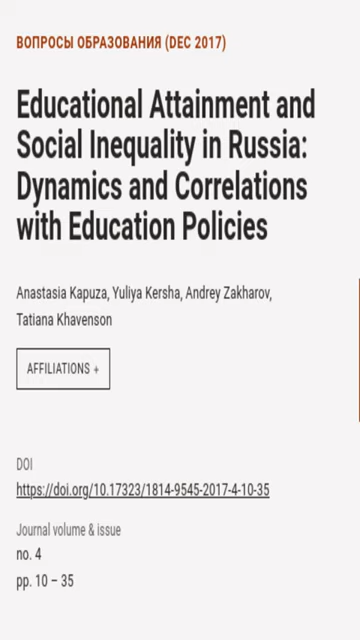 ВОПРОСЫ ОБРАЗОВАНИЯ (DEC 2017)
Educational Attainment and
Social Inequality in Russia:
Dynamics and Correlations
with Education Policies
Anastasia Kapuza, Yuliya Kersha, Andrey Zakharov,
Tatiana Khavenson
AFFILIATIONS +
DOI
https://doi.org/10.17323/1814-9545-2017-4-10-35
Journal volume & issue
no. 4
pp. 10 – 35